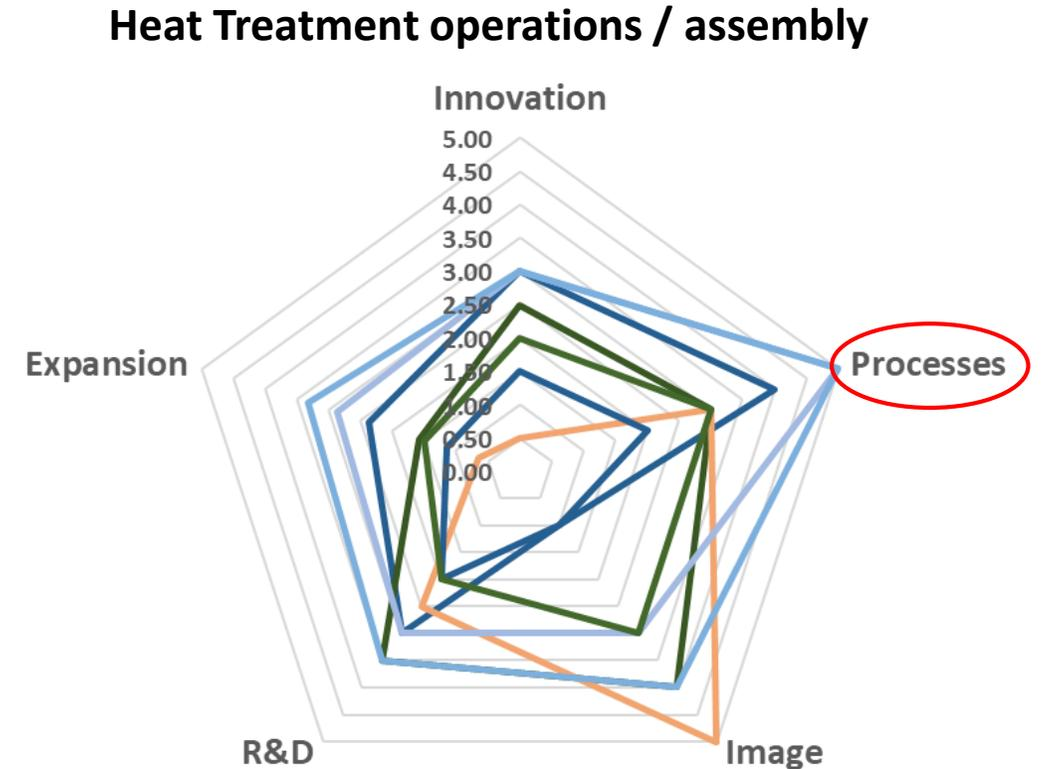 Heat Treatment operations / assembly
Innovation
5.00
4.50
4.00
3.50
3.00
2.50
2.00
1.50
1.00
0.50
0.00
Expansion
Processes
R&D
Image